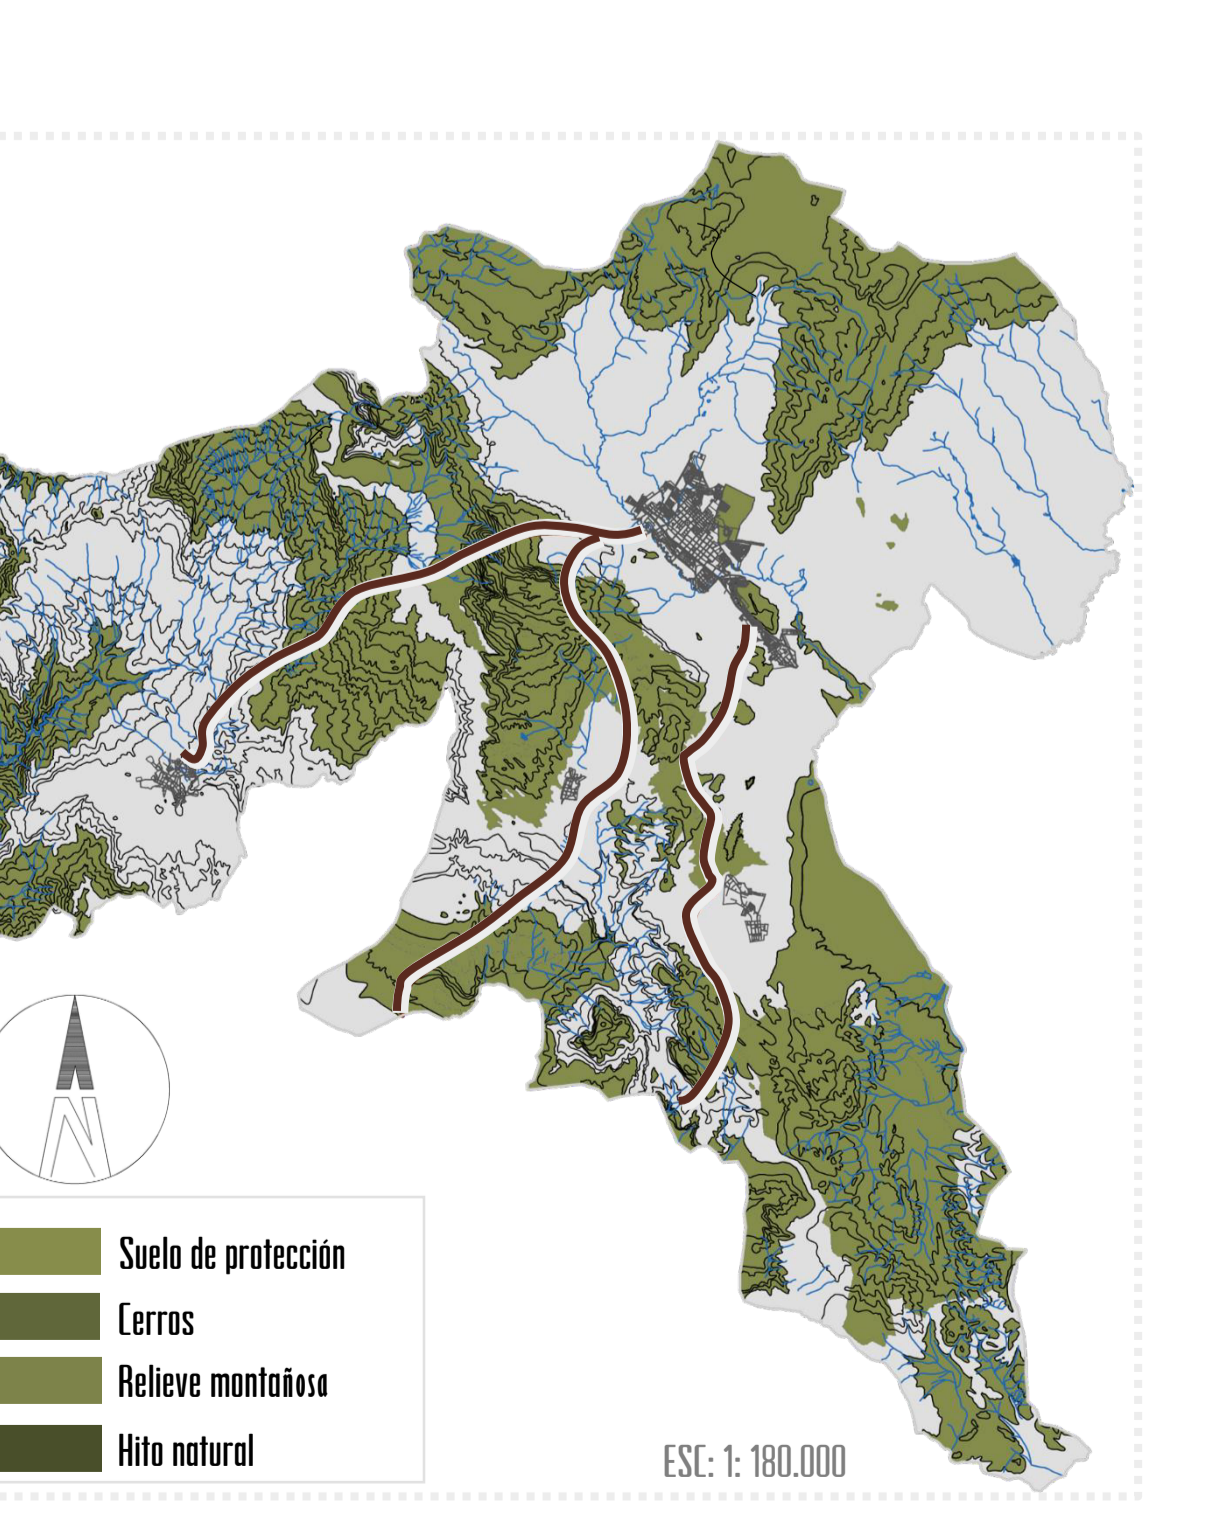 N
Suelo de protección
Cerros
Relieve montañosa
Hito natural
ESC: 1: 180.000